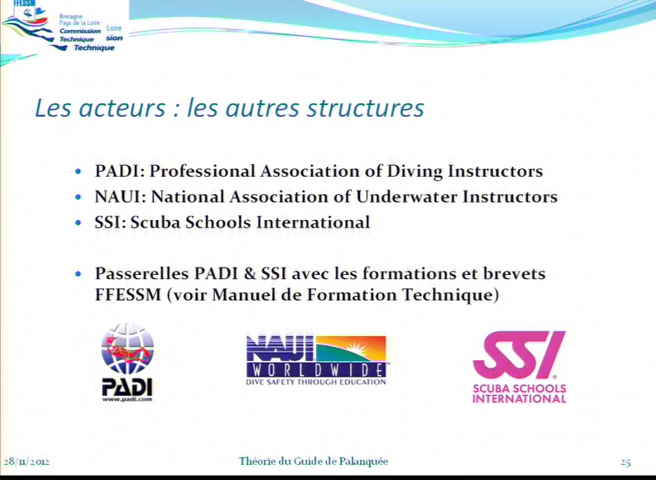 FFESSM
Bretagne
Pays de la Loire
Loire
Commission
sion
Technique
Technique
Les acteurs : les autres structures
• PADI: Professional Association of Diving Instructors
• NAUI: National Association of Underwater Instructors
• SSI: Scuba Schools International
• Passerelles PADI & SSI avec les formations et brevets
FFESSM (voir Manuel de Formation Technique)
PADI
www.padi.com
NAUI
WORLDWIDE
DIVE SAFETY THROUGH EDUCATION
SSI
SCUBA SCHOOLS
INTERNATIONAL
28/11/2012
Théorie du Guide de Palanquée
25